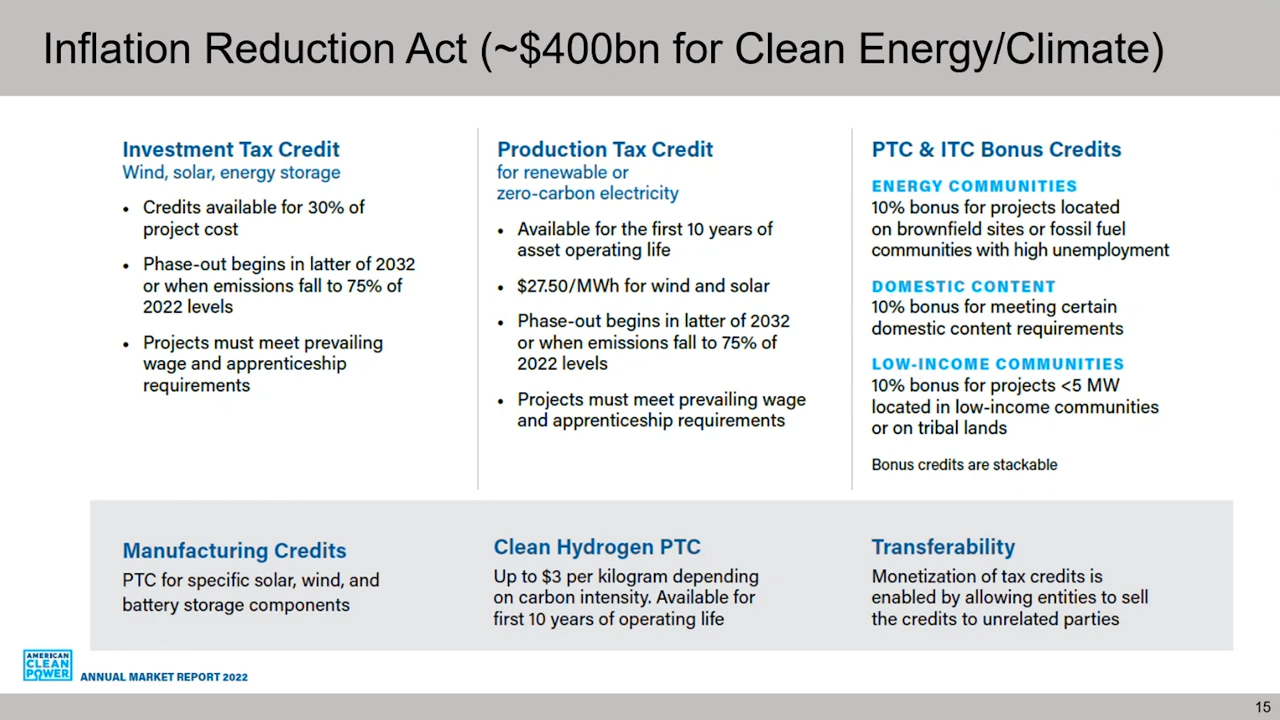 Inflation Reduction Act (~$400bn for Clean Energy/Climate)
Investment Tax Credit
Wind, solar, energy storage
• Credits available for 30% of
project cost
• Phase-out begins in latter of 2032
or when emissions fall to 75% of
2022 levels
• Projects must meet prevailing
wage and apprenticeship
requirements
Production Tax Credit
for renewable or
zero-carbon electricity
• Available for the first 10 years of
asset operating life
• $27.50/MWh for wind and solar
• Phase-out begins in latter of 2032
or when emissions fall to 75% of
2022 levels
• Projects must meet prevailing wage
and apprenticeship requirements
PTC & ITC Bonus Credits
ENERGY COMMUNITIES
10% bonus for projects located
on brownfield sites or fossil fuel
communities with high unemployment
DOMESTIC CONTENT
10% bonus for meeting certain
domestic content requirements
LOW-INCOME COMMUNITIES
10% bonus for projects <5 MW
located in low-income communities
or on tribal lands
Bonus credits are stackable
Manufacturing Credits
PTC for specific solar, wind, and
battery storage components
Clean Hydrogen PTC
Up to $3 per kilogram depending
on carbon intensity. Available for
first 10 years of operating life
Transferability
Monetization of tax credits is
enabled by allowing entities to sell
the credits to unrelated parties
AMERICAN
CLEAN
POWER
ANNUAL MARKET REPORT 2022
15